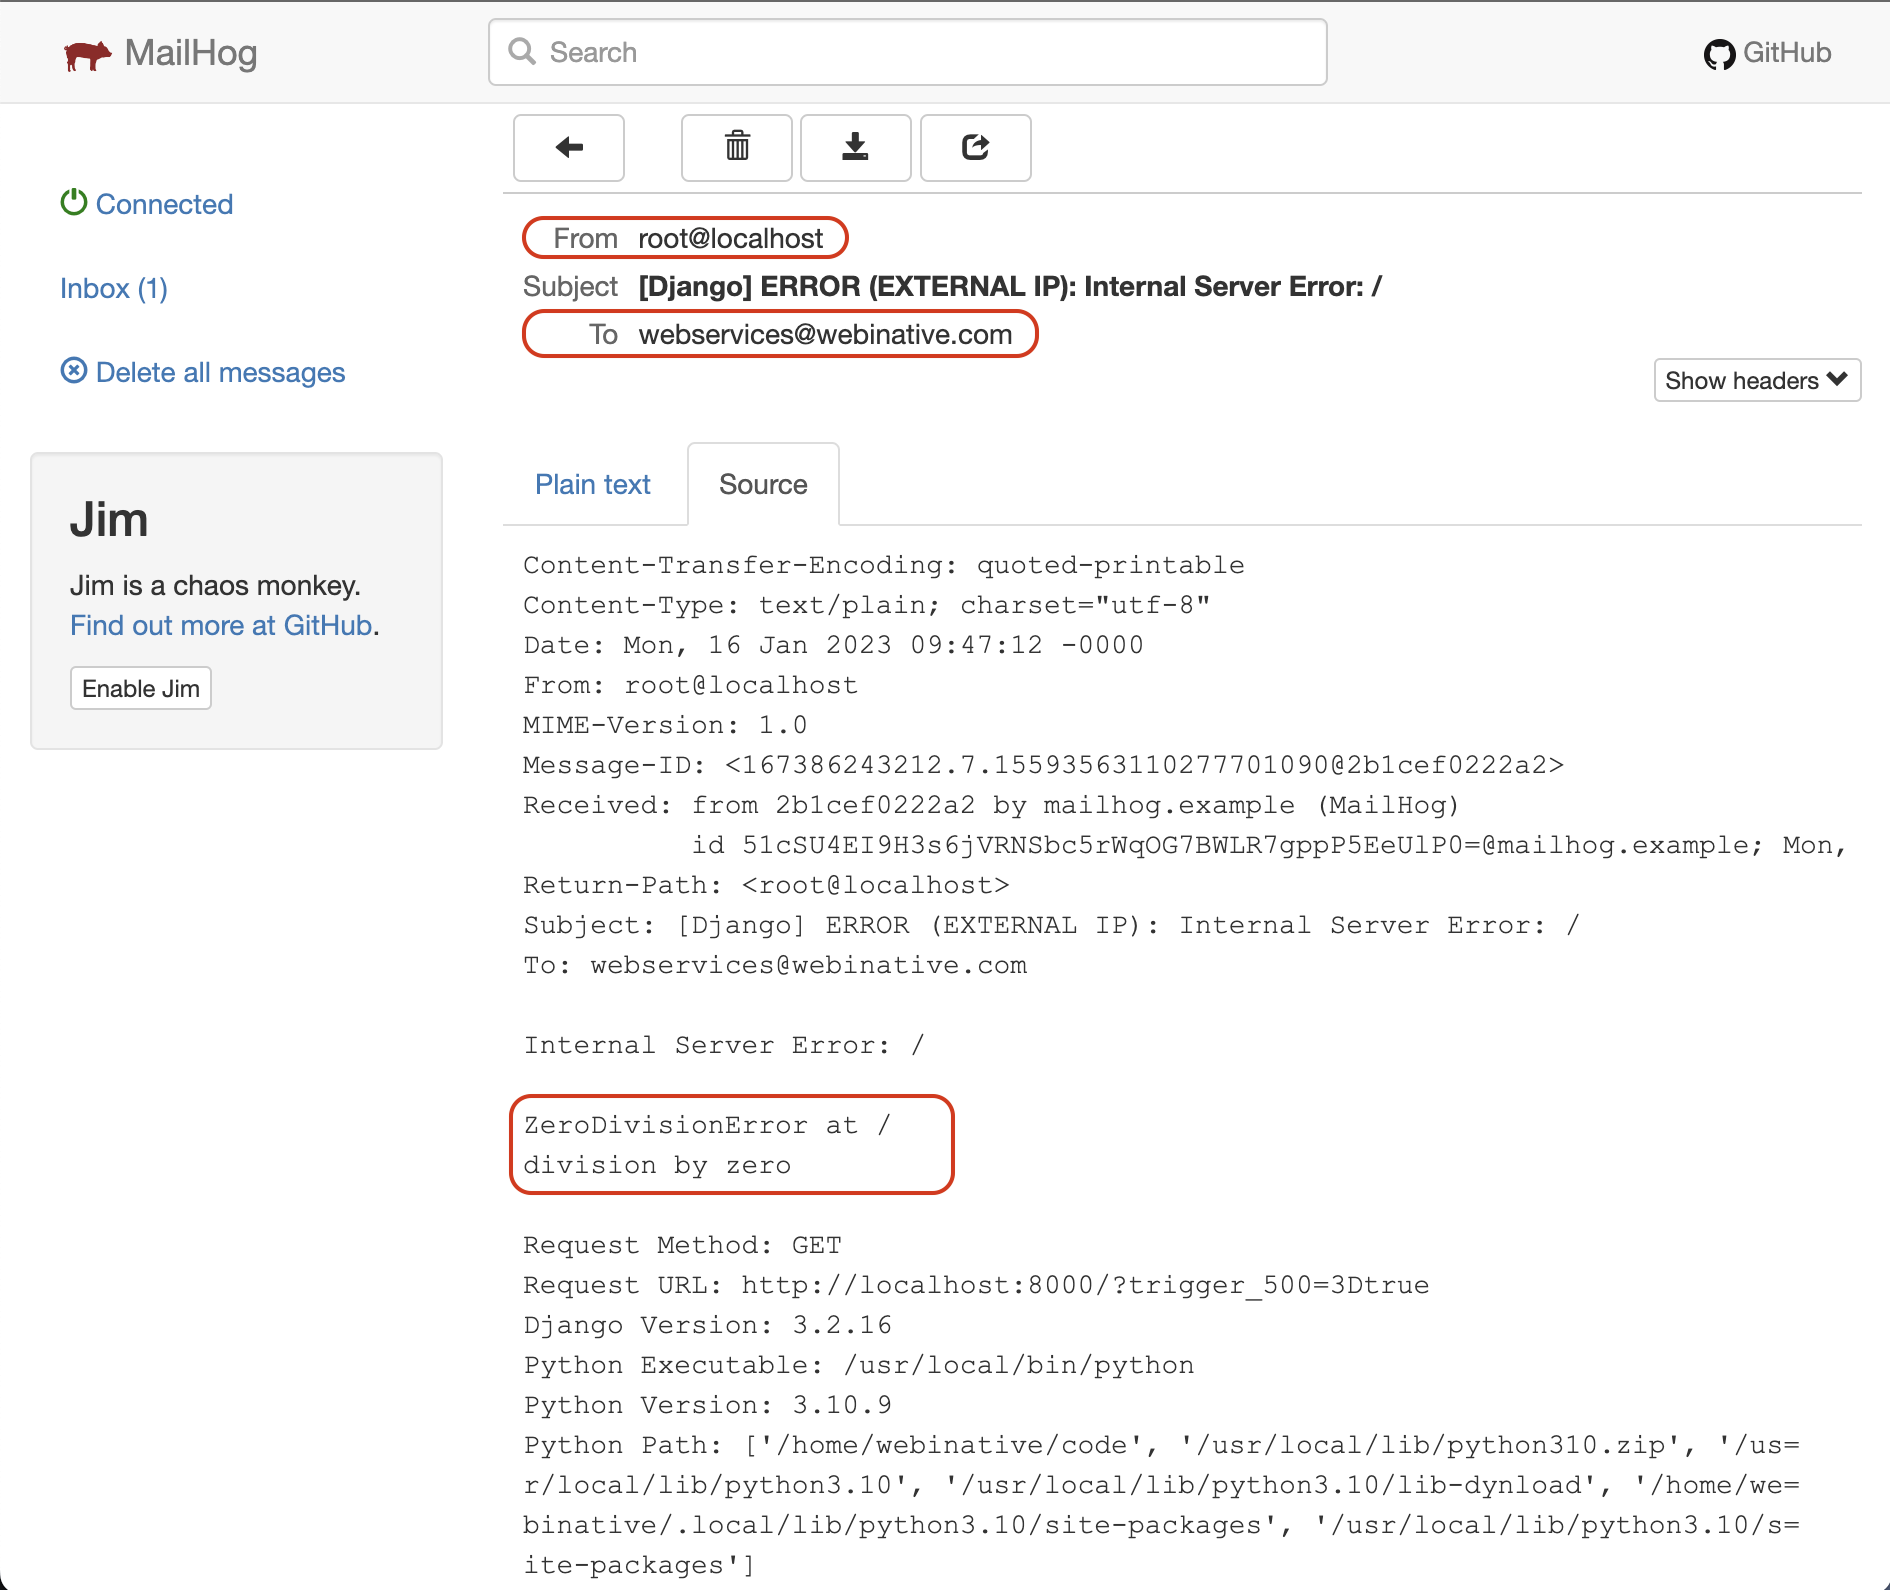 MailHog
Search
GitHub
Connected
Inbox (1)
Delete all messages
Jim
Jim is a chaos monkey.
Find out more at GitHub.
Enable Jim
From root@localhost
Subject [Django] ERROR (EXTERNAL IP): Internal Server Error: /
To webservices@webinative.com
Show headers
Plain text Source
Content-Transfer-Encoding: quoted-printable
Content-Type: text/plain; charset="utf-8"
Date: Mon, 16 Jan 2023 09:47:12 -0000
From: root@localhost
MIME-Version: 1.0
Message-ID: <167386243212.7.15593563110277701090@2b1cef0222a2>
Received: from 2b1cef0222a2 by mailhog.example (MailHog)
id 51cSU4EI9H3s6jVRNSbc5rWqOG7BWLR7gppP5EeUlP0=@mailhog.example; Mon,
Return-Path: <root@localhost>
Subject: [Django] ERROR (EXTERNAL IP): Internal Server Error: /
To: webservices@webinative.com
Internal Server Error: /
ZeroDivisionError at /
division by zero
Request Method: GET
Request URL: http://localhost:8000/?trigger_500=3Dtrue
Django Version: 3.2.16
Python Executable: /usr/local/bin/python
Python Version: 3.10.9
Python Path: ['/home/webinative/code', '/usr/local/lib/python310.zip', '/us=
r/local/lib/python3.10', '/usr/local/lib/python3.10/lib-dynload', '/home/we=
binative/.local/lib/python3.10/site-packages', '/usr/local/lib/python3.10/s=
ite-packages']